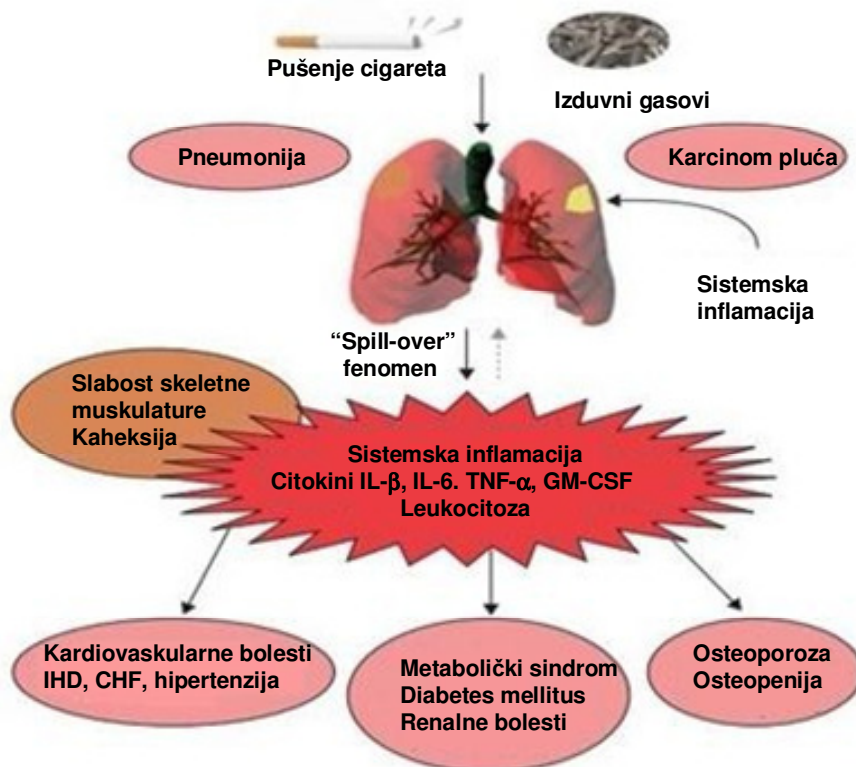 Pušenje cigareta
Izduvni gasovi
Pneumonija
Karcinom pluća
Sistemska
inflamacija
“Spill-over”
fenomen
Slabost skeletne
muskulature
Kaheksija
Sistemska inflamacija
Citokini IL-β, IL-6. TNF-α, GM-CSF
Leukocitoza
Kardiovaskularne bolesti
IHD, CHF, hipertenzija
Metabolički sindrom
Diabetes mellitus
Renalne bolesti
Osteoporoza
Osteopenija